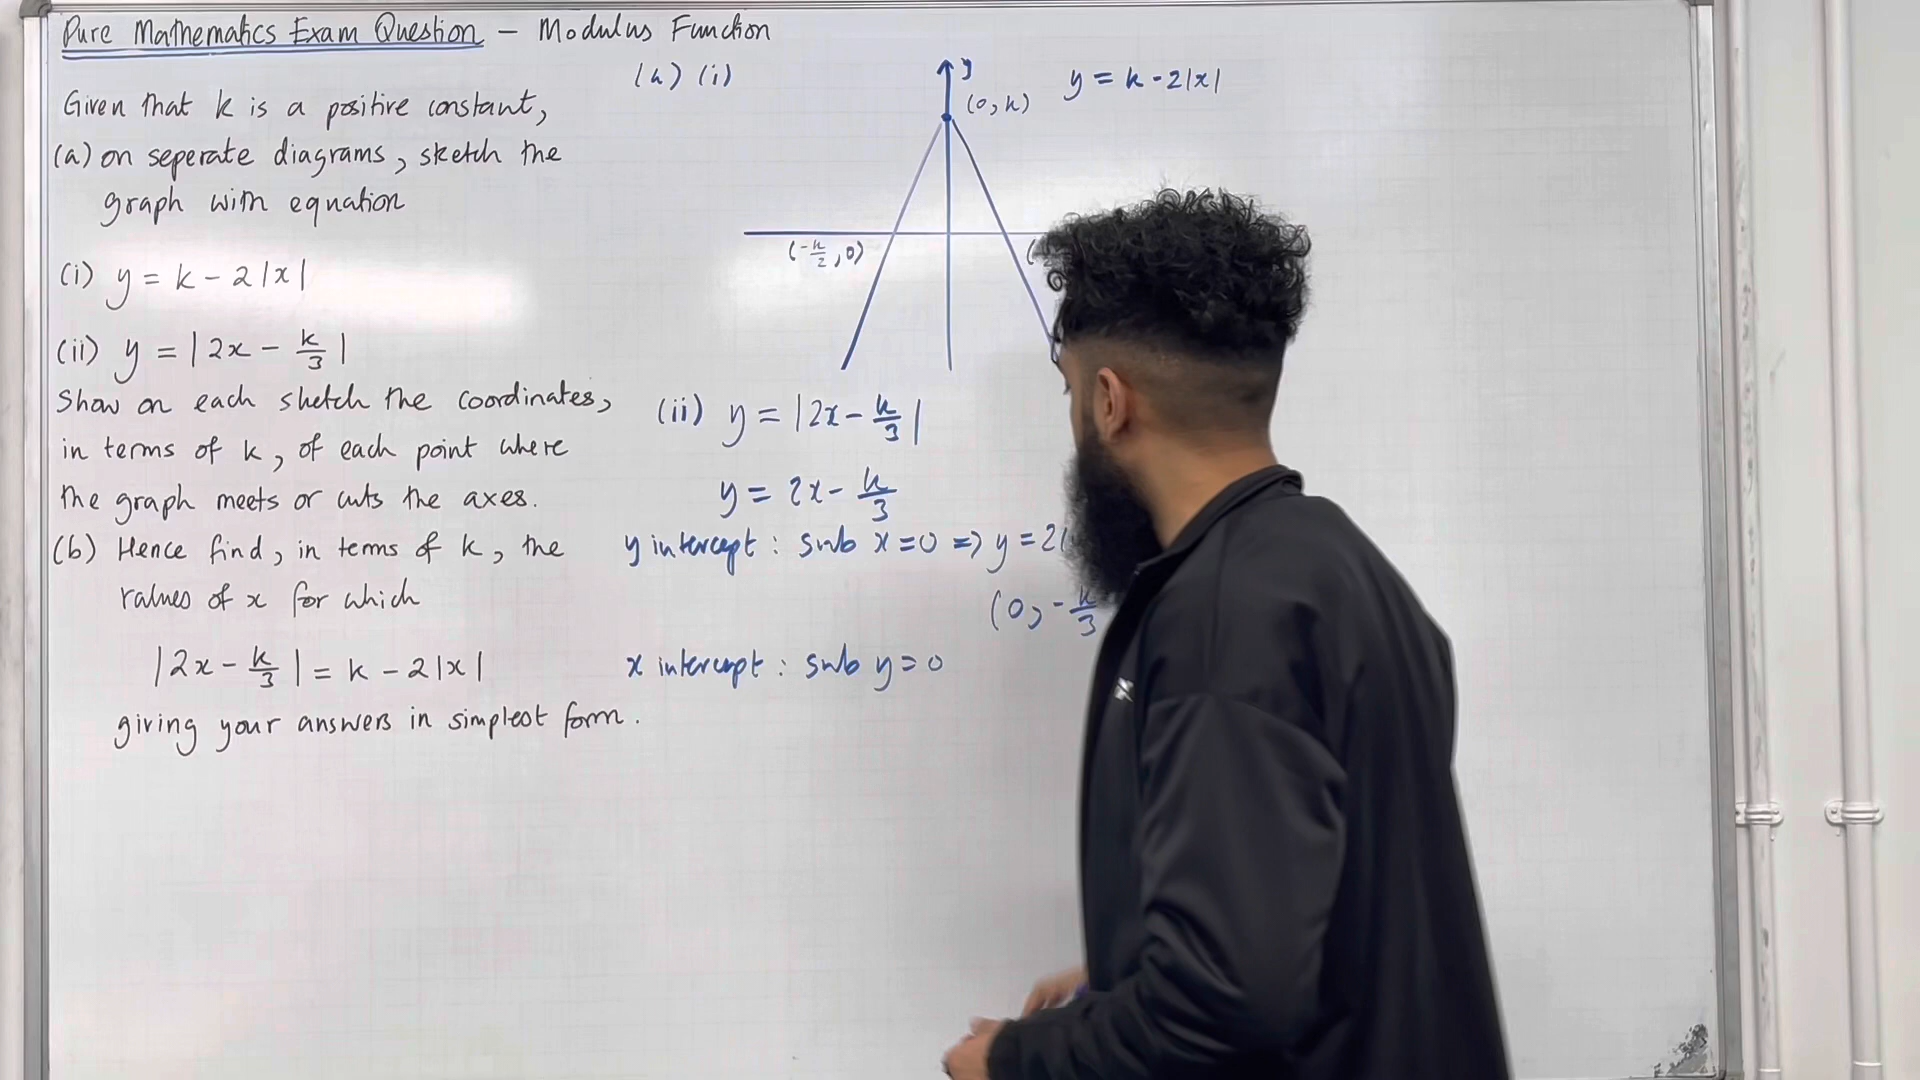 Pure Mathematics Exam Question – Modulus Function
Given that k is a positive constant,
(a) on seperate diagrams, sketch the
graph with equation
(i) y = k - 2|x|
(ii) y = |2x - k/3|
Show on each sketch the coordinates,
in terms of k, of each point where
the graph meets or cuts the axes.
(b) Hence find, in terms of k, the
values of x for which
|2x - k/3| = k - 2|x|
giving your answers in simplest form.
(a) (i)
y
(0, k)
y = k - 2|x|
(-k/2, 0)
(ii) y = |2x - k/3|
y = 2x - k/3
y intercept : sub x = 0 => y = 2(
(0, -k/3
x intercept : sub y = 0